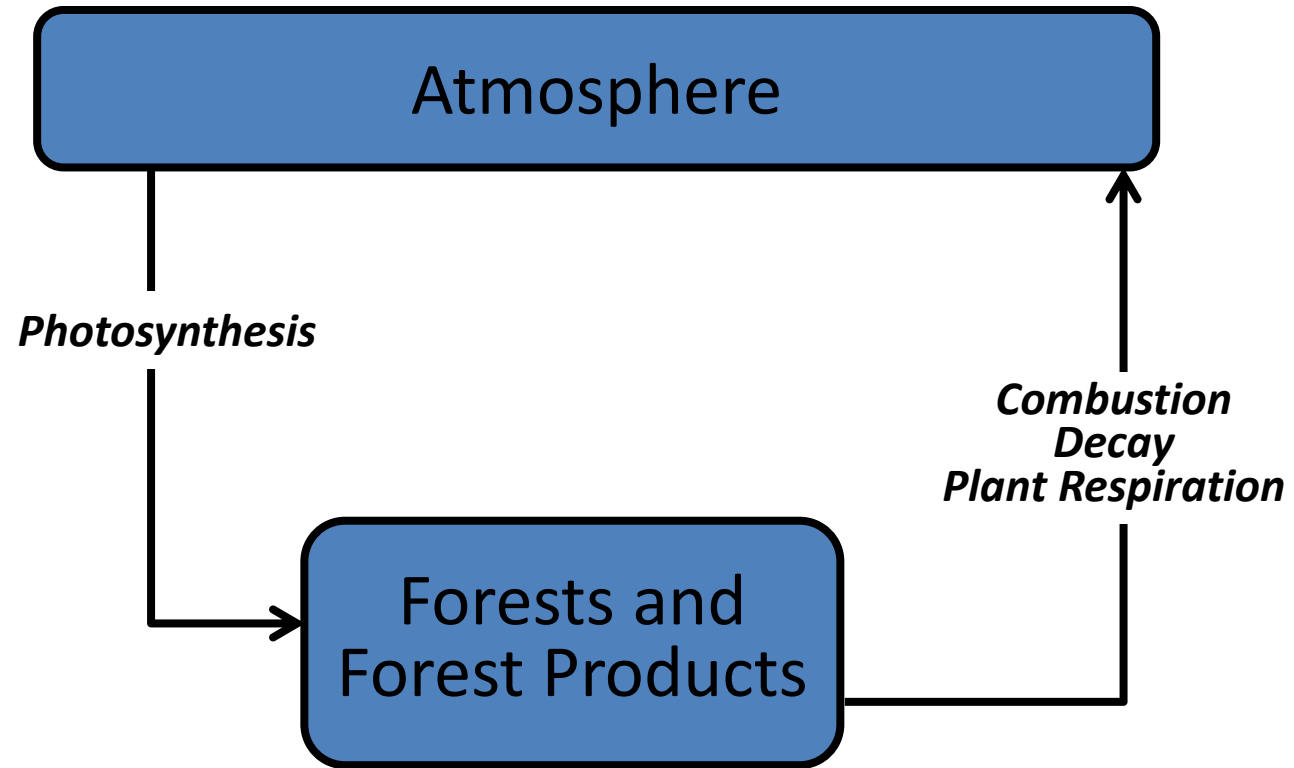 Atmosphere
Photosynthesis
Combustion
Decay
Plant Respiration
Forests and
Forest Products